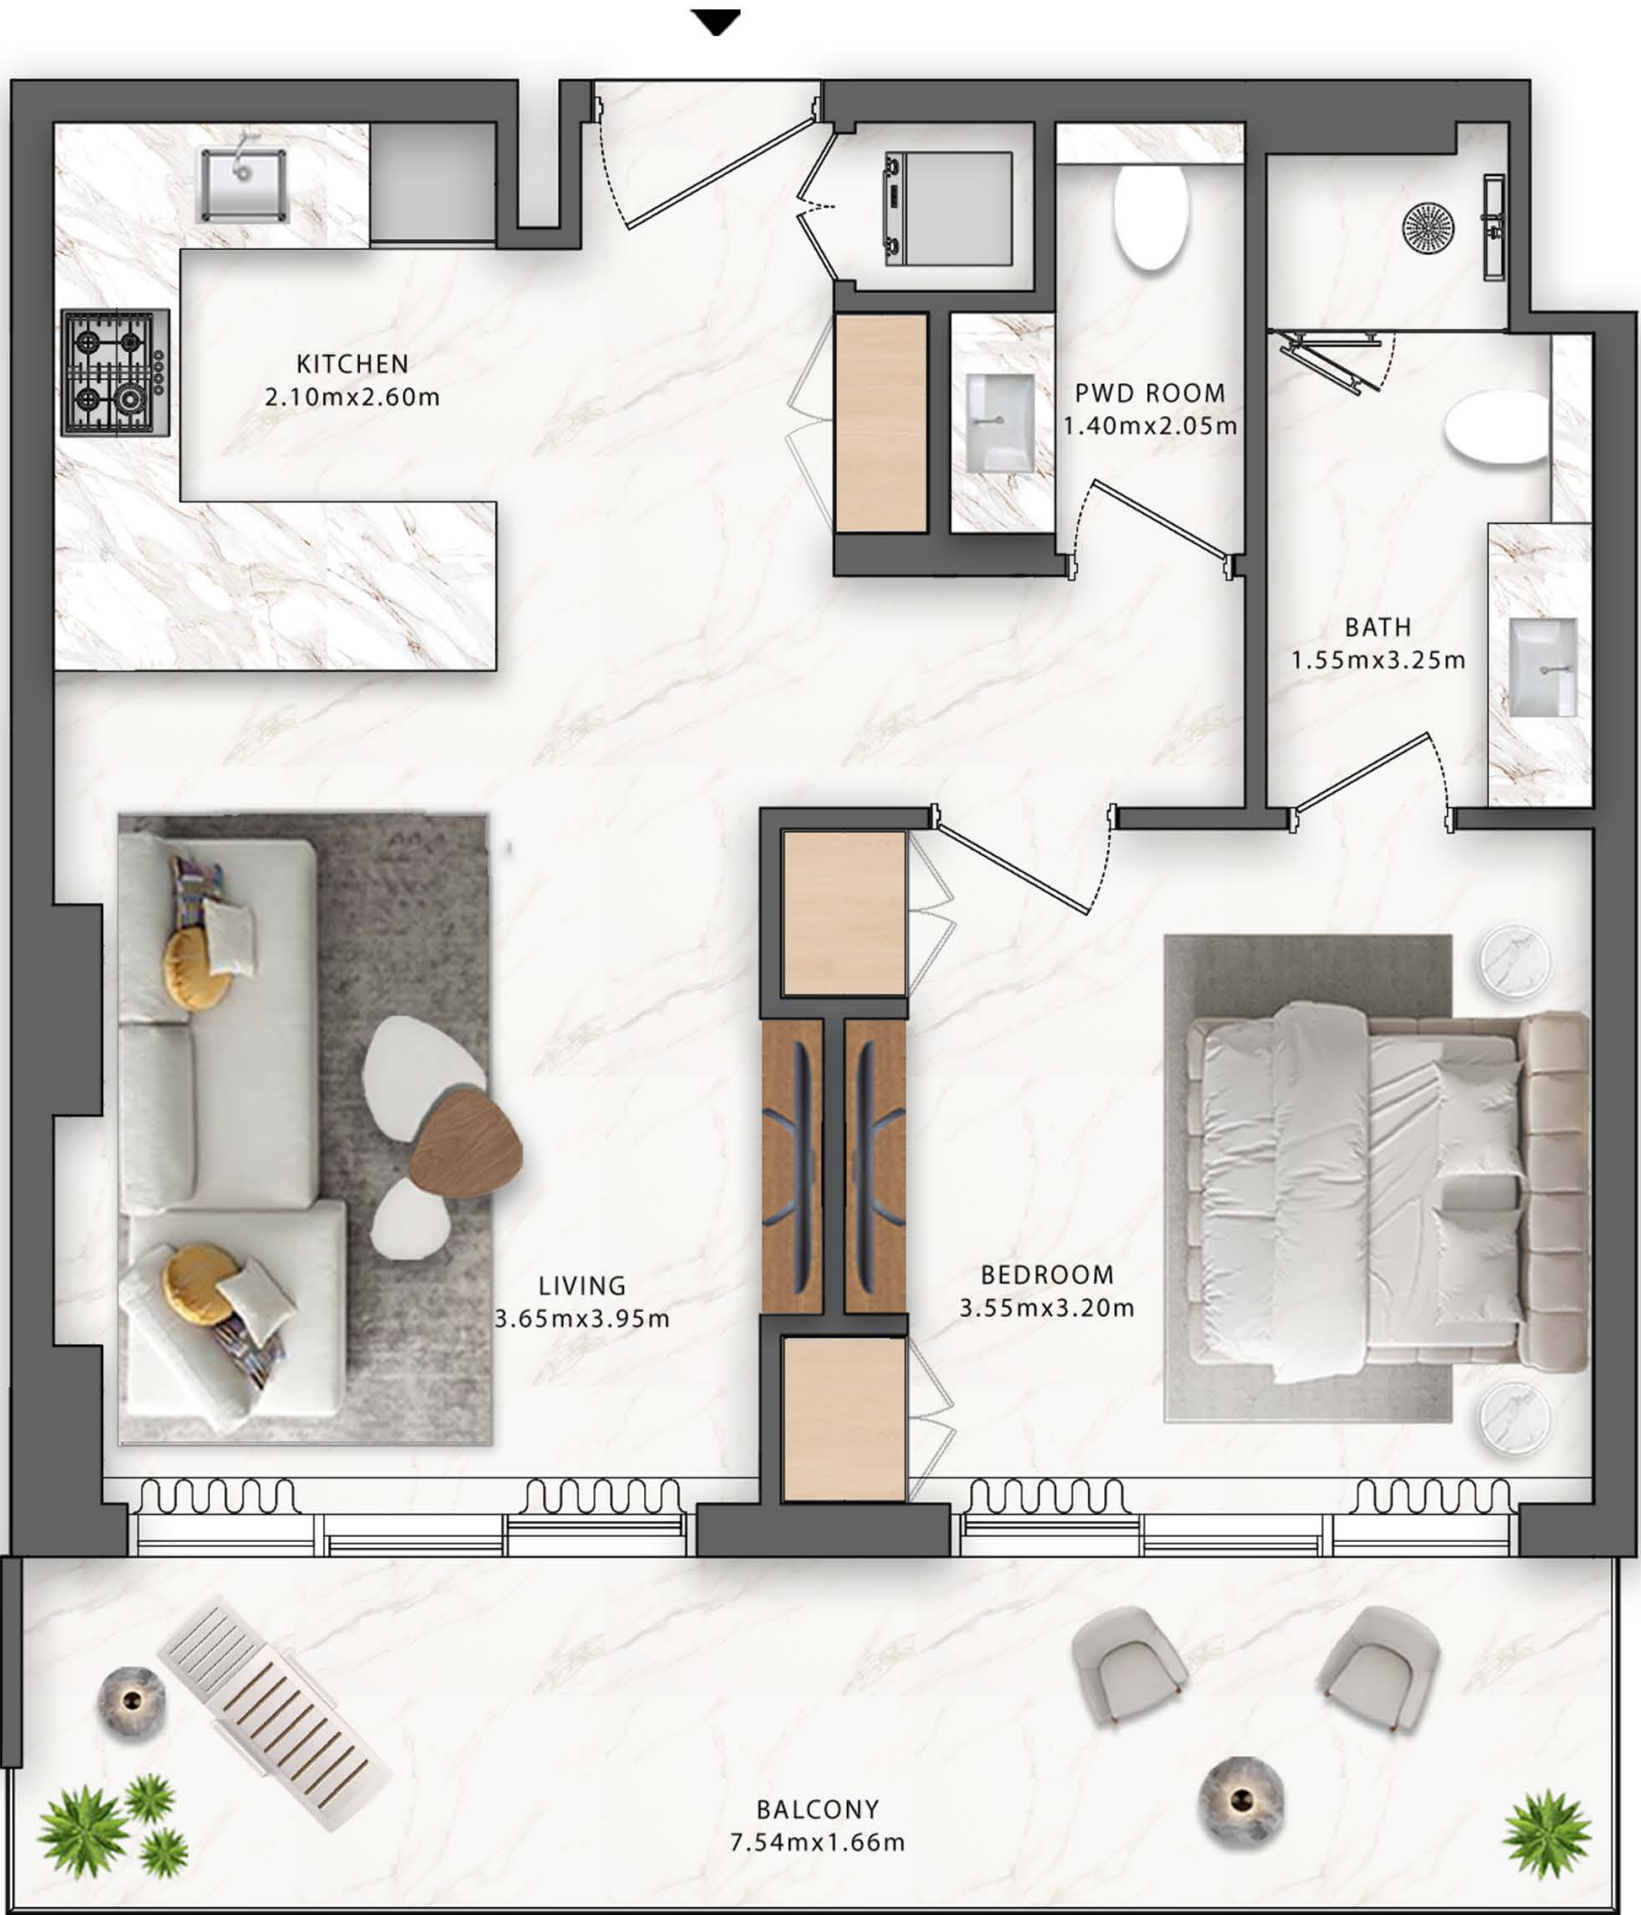 KITCHEN
2.10mx2.60m
PWD ROOM
1.40mx2.05m
BATH
1.55mx3.25m
LIVING
3.65mx3.95m
BEDROOM
3.55mx3.20m
BALCONY
7.54mx1.66m